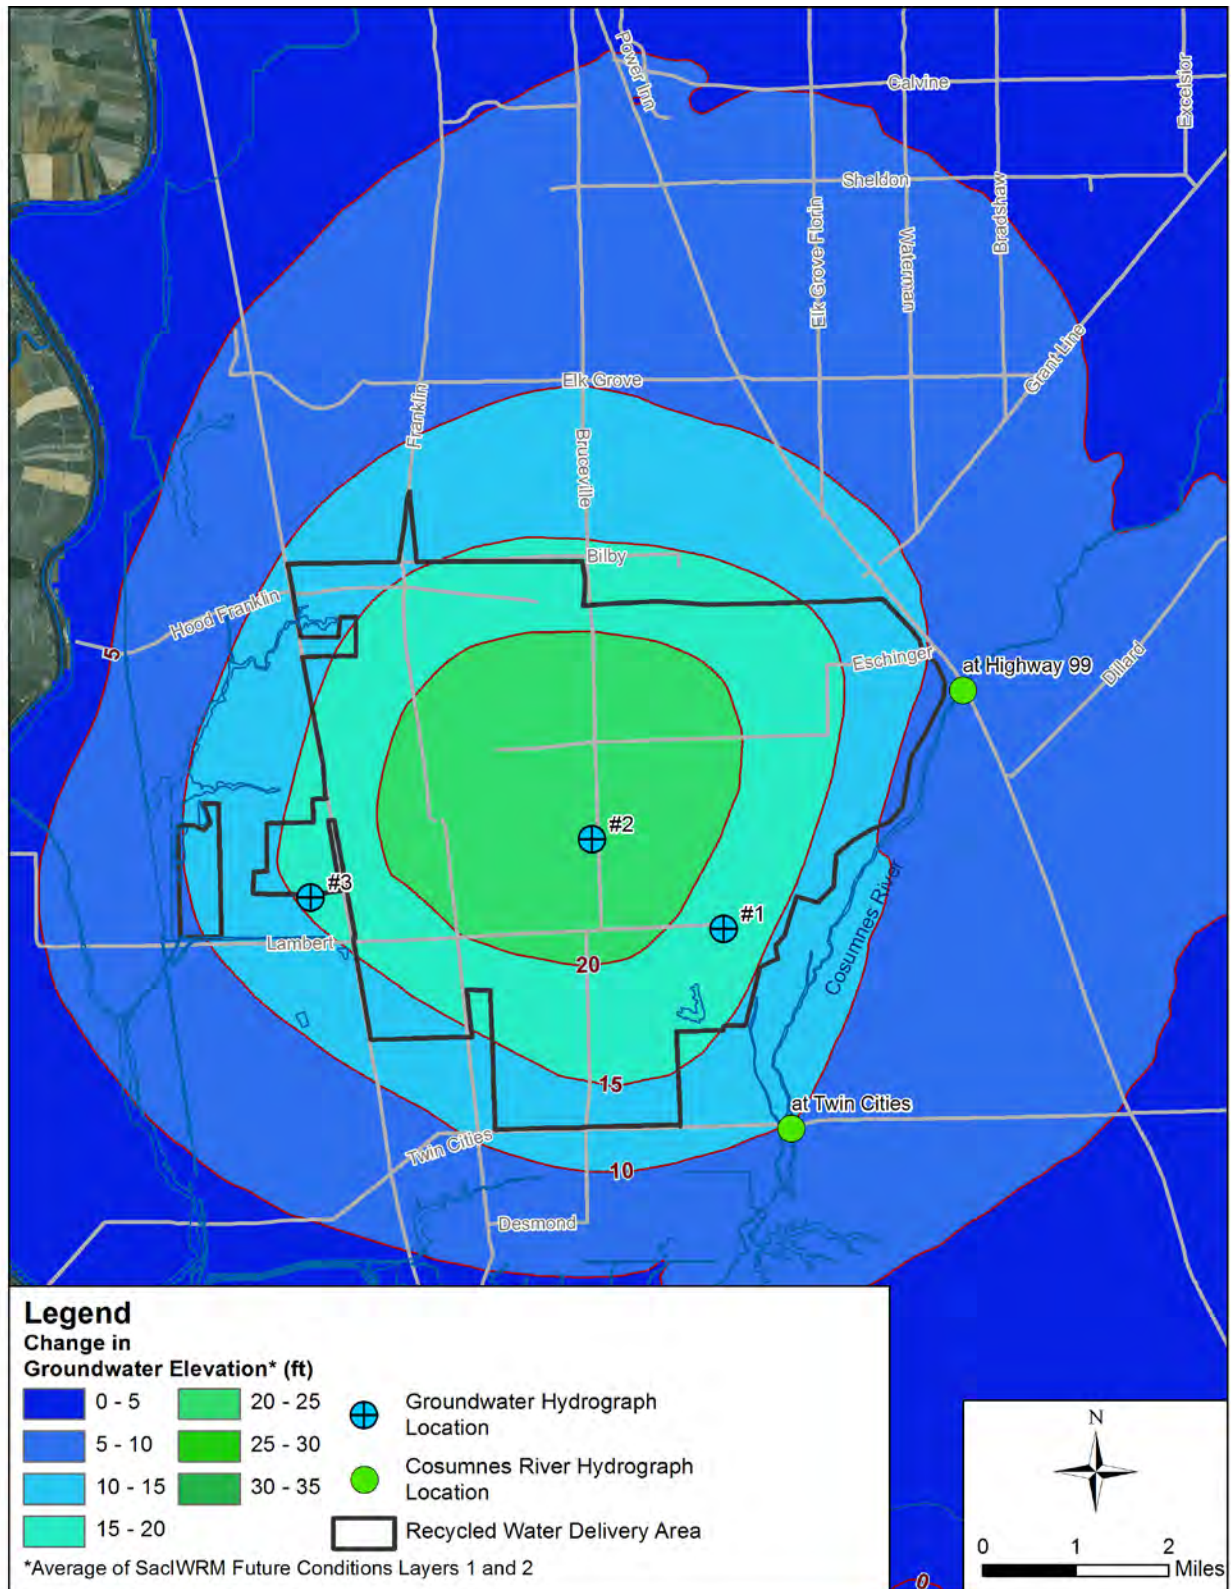 Power Inn
Calvine
Excelsior
Sheldon
Bradshaw
Elk Grove Florin
Waterman
Grant Line
Elk Grove
Franklin
Bruceville
Bilby
Hood Franklin
5
Eschinger
at Highway 99
Dillard
#2
#3
#1
Lambert
Cosumnes River
20
15
at Twin Cities
Twin Cities
10
Desmond
Legend
Change in
Groundwater Elevation* (ft)
0 - 5
5 - 10
10 - 15
15 - 20
20 - 25
25 - 30
30 - 35
Groundwater Hydrograph
Location
Cosumnes River Hydrograph
Location
Recycled Water Delivery Area
*Average of SacIWRM Future Conditions Layers 1 and 2
N
0 1 2
Miles
0